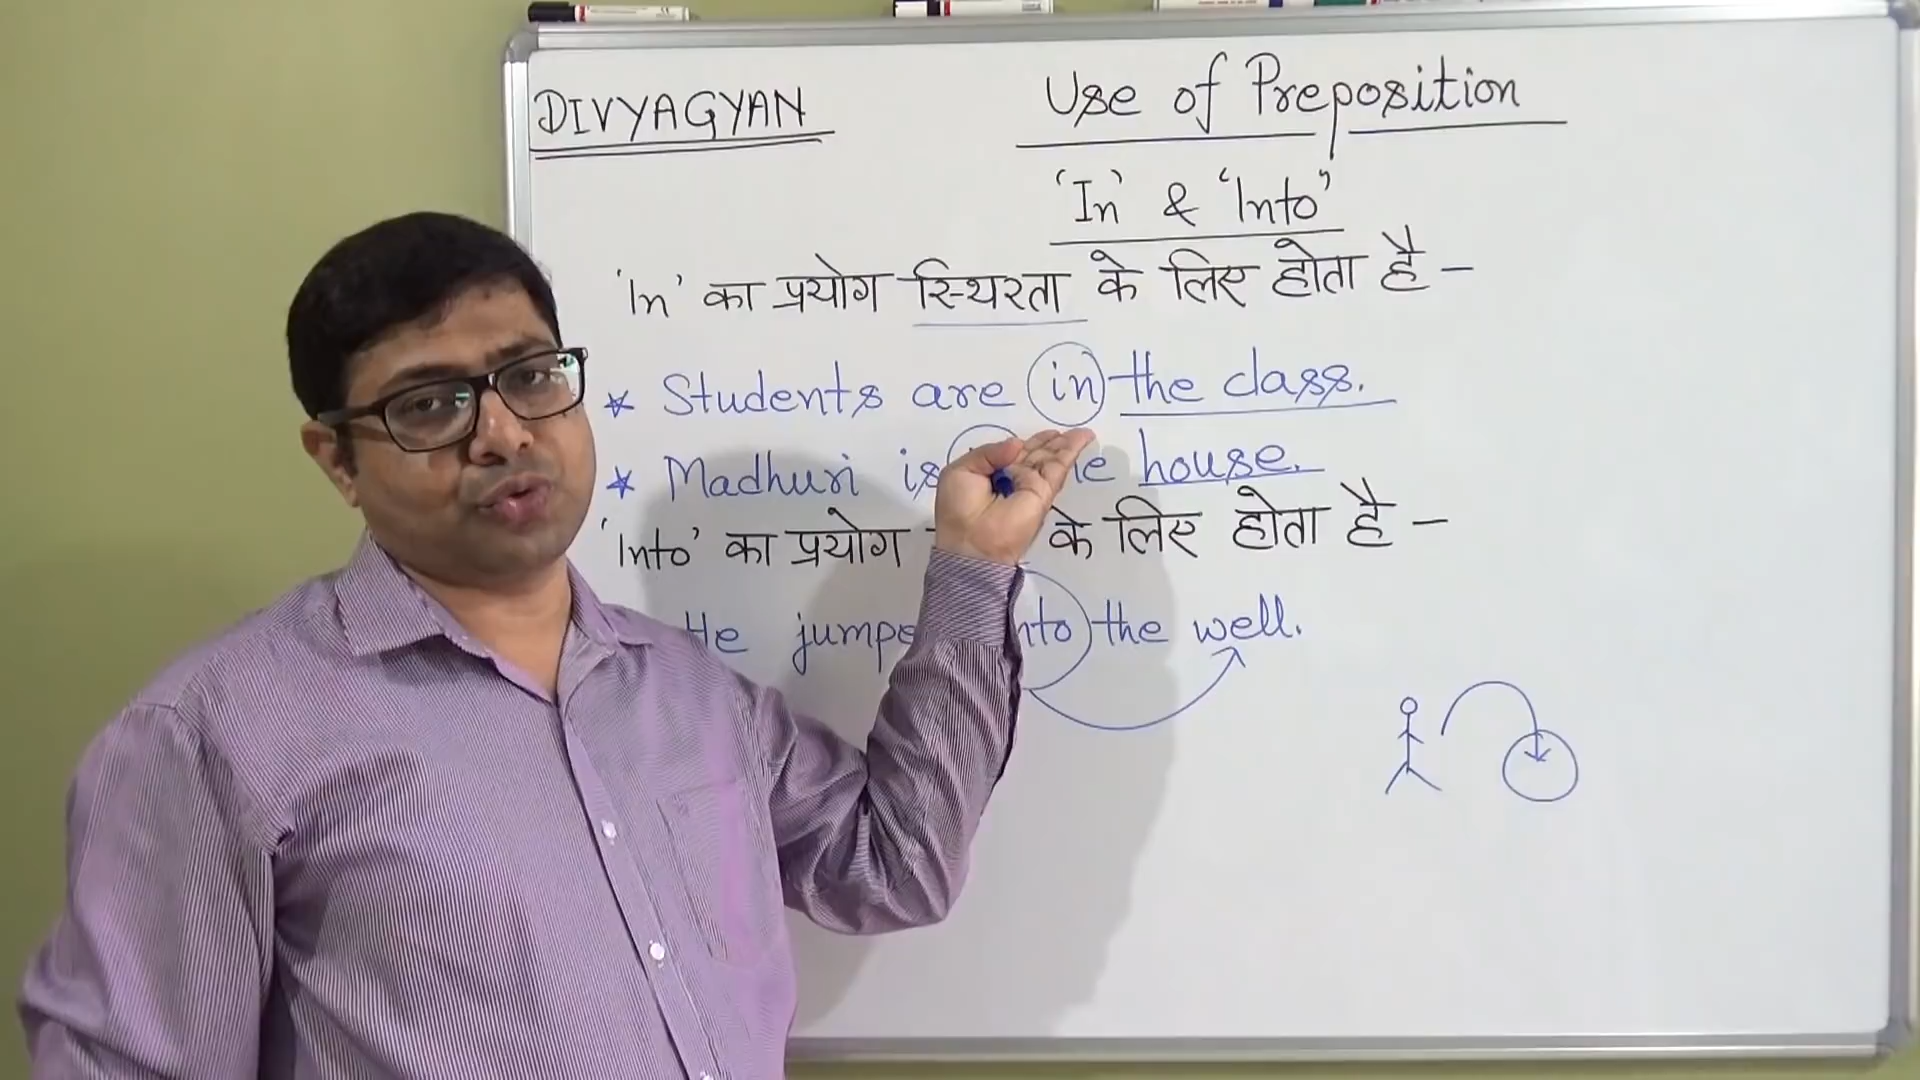 DIVYAGYAN
Use of Preposition
'In' & 'Into'
'In' का प्रयोग स्थिरता के लिए होता है –
★ Students are in the class.
★ Madhuri is house.
'Into' का प्रयोग के लिए होता है –
He the well.